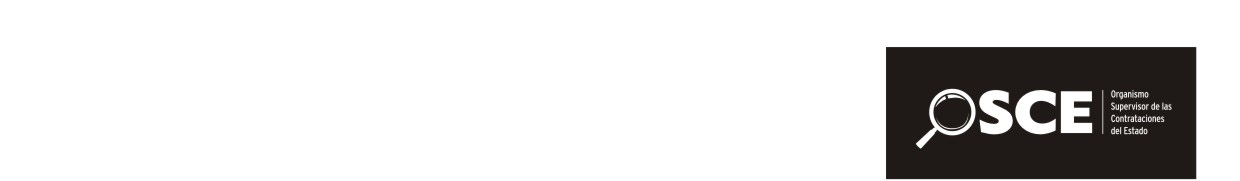 OSCE
Organismo
Supervisor de las
Contrataciones
del Estado